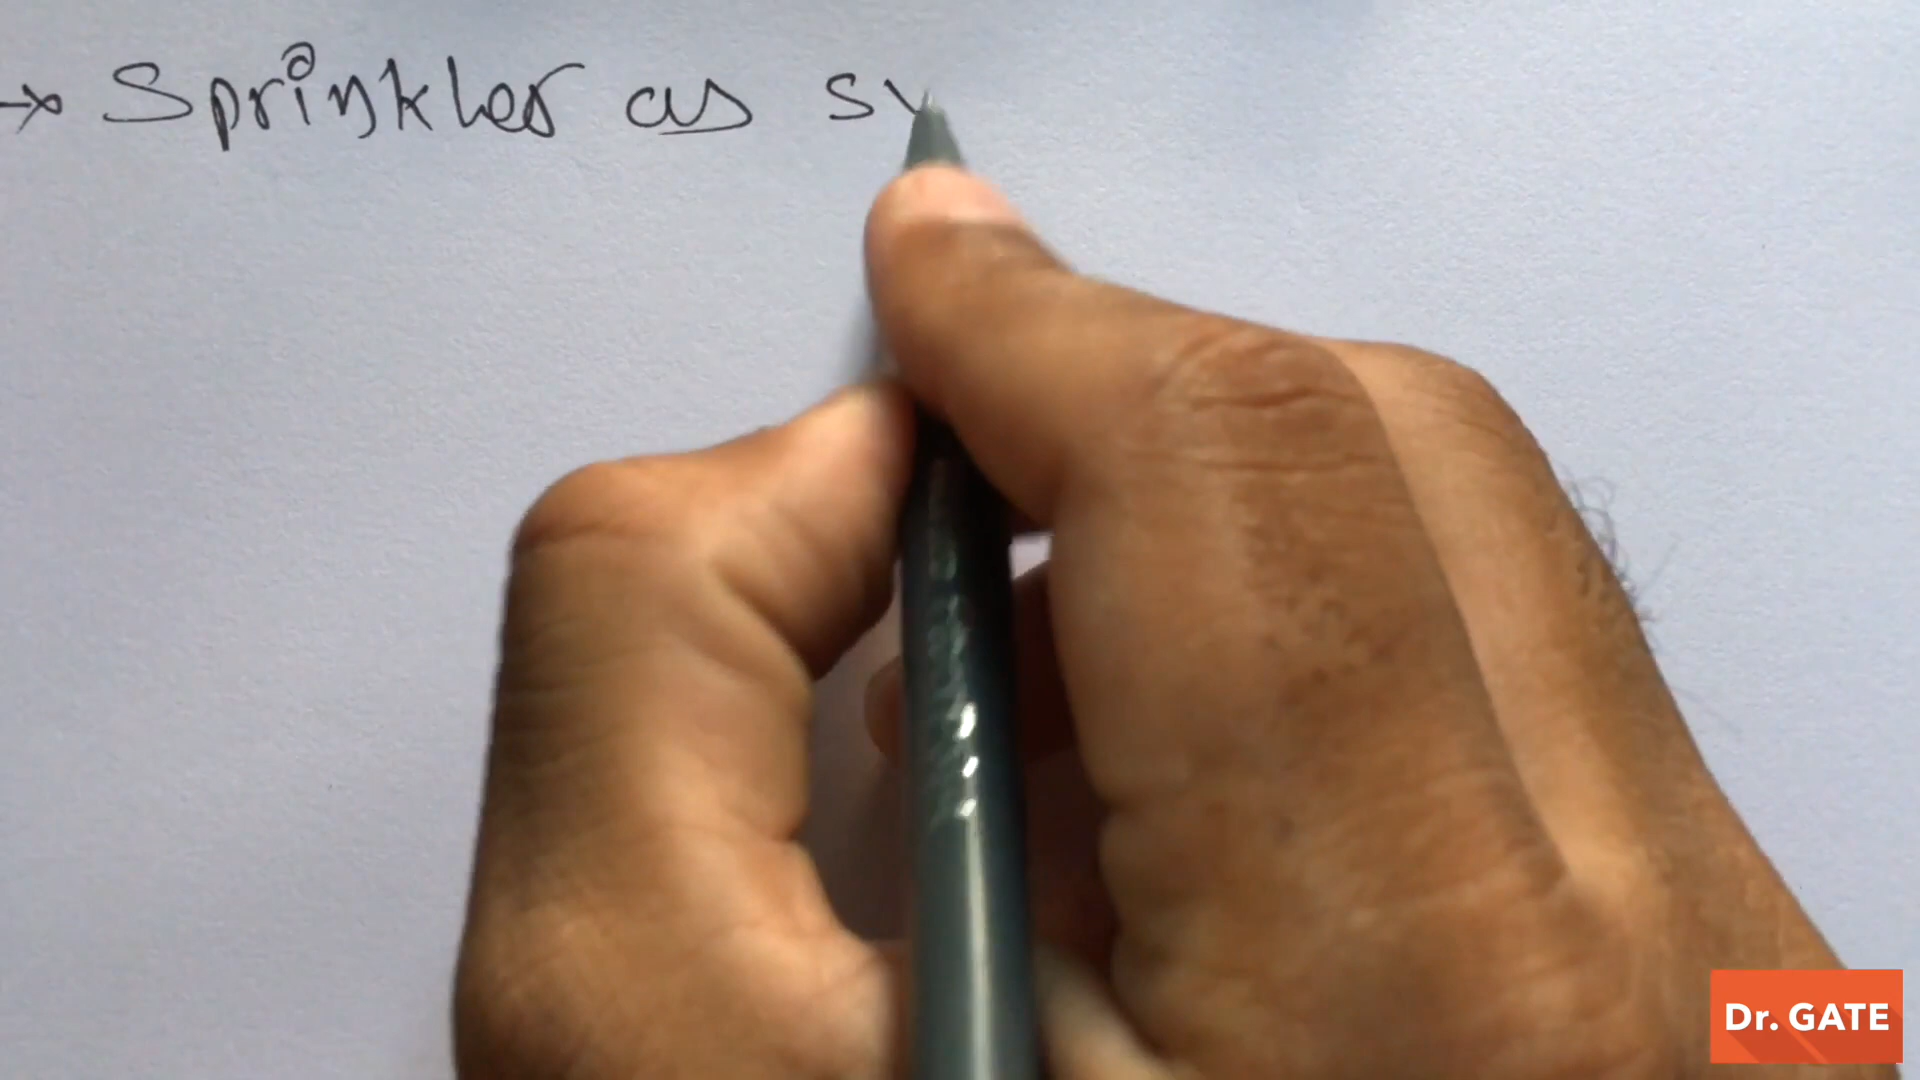 → Sprinkler as sy
Dr. GATE